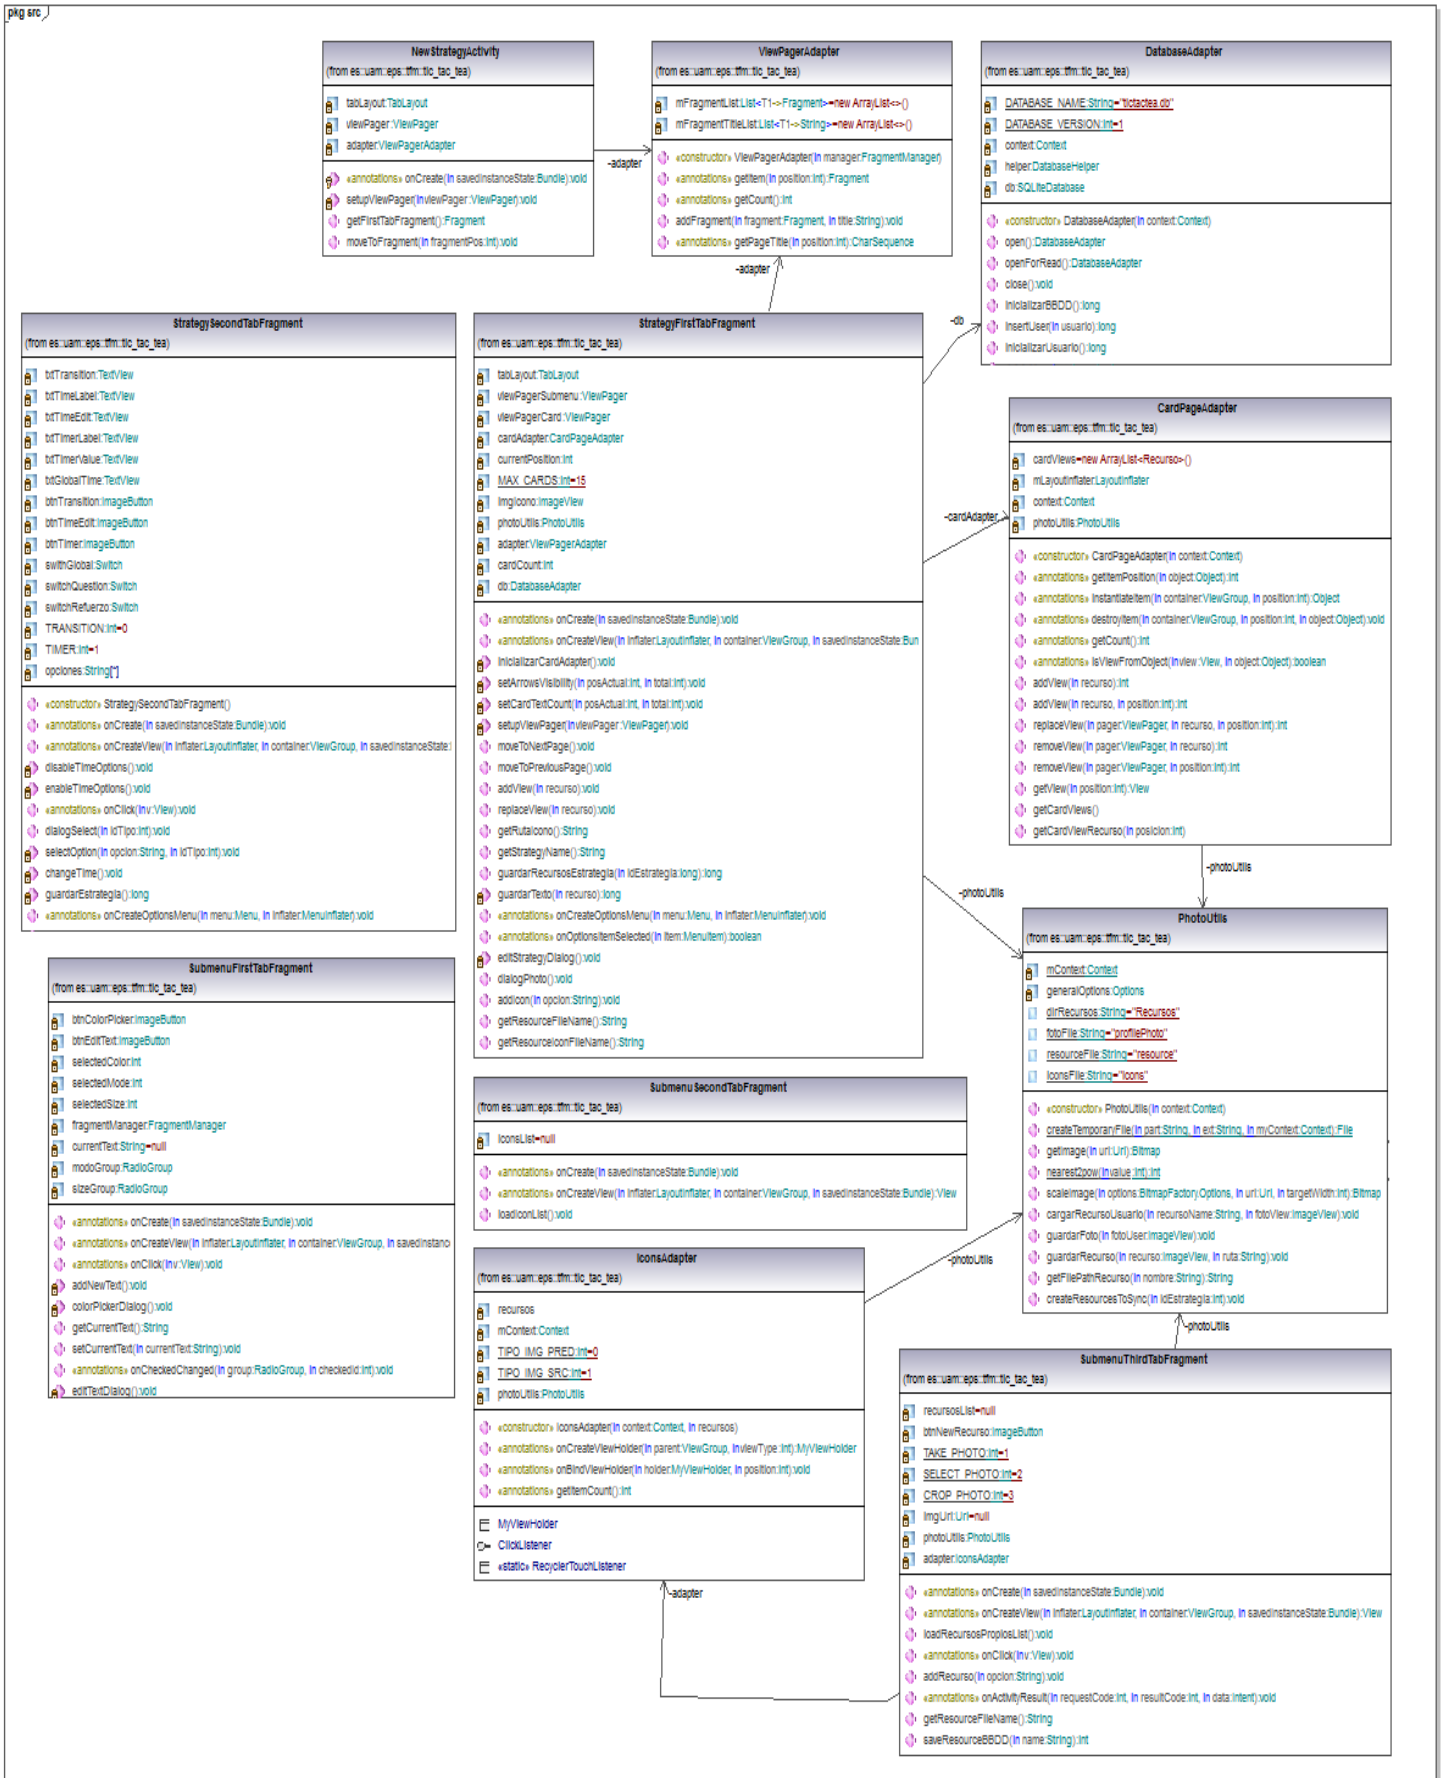 pkg src
NewStrategyActivity
(from es::uam::eps::tfm::tic_tac_tea)
tabLayout:TabLayout
viewPager:ViewPager
adapter:ViewPagerAdapter
«annotations» onCreate(in savedInstanceState:Bundle):void
setupViewPager(inviewPager:ViewPager):void
getFirstTabFragment():Fragment
moveToFragment(in fragmentPos:int):void
-adapter
ViewPagerAdapter
(from es::uam::eps::tfm::tic_tac_tea)
mFragmentList:List<T1->Fragment>=new ArrayList<>()
mFragmentTitleList:List<T1->String>=new ArrayList<>()
«constructor» ViewPagerAdapter(in manager:FragmentManager)
«annotations» getItem(in position:int):Fragment
«annotations» getCount():int
addFragment(in fragment:Fragment, in title:String):void
«annotations» getPageTitle(in position:int):CharSequence
-adapter
DatabaseAdapter
(from es::uam::eps::tfm::tic_tac_tea)
DATABASE_NAME:String="tictactea.db"
DATABASE_VERSION:int=1
context:Context
helper:DatabaseHelper
db:SQLiteDatabase
«constructor» DatabaseAdapter(in context:Context)
open():DatabaseAdapter
openForRead():DatabaseAdapter
close():void
inicializarBBDD():long
insertUser(in usuario):long
inicializarUsuario():long
-db
StrategySecondTabFragment
(from es::uam::eps::tfm::tic_tac_tea)
txtTransition:TextView
txtTimeLabel:TextView
txtTimeEdit:TextView
txtTimerLabel:TextView
txtTimerValue:TextView
txtGlobalTime:TextView
btnTransition:ImageButton
btnTimeEdit:ImageButton
btnTimer:ImageButton
swithGlobal:Switch
switchQuestion:Switch
switchRefuerzo:Switch
TRANSITION:int=0
TIMER:int=1
opciones:String[*]
«constructor» StrategySecondTabFragment()
«annotations» onCreate(in savedInstanceState:Bundle):void
«annotations» onCreateView(in inflater:LayoutInflater, in container:ViewGroup, in savedInstanceState:
disableTimeOptions():void
enableTimeOptions():void
«annotations» onClick(inv:View):void
dialogSelect(in idTipo:int):void
selectOption(in opcion:String, in idTipo:int):void
changeTime():void
guardarEstrategia():long
«annotations» onCreateOptionsMenu(in menu:Menu, in inflater:MenuInflater):void
StrategyFirstTabFragment
(from es::uam::eps::tfm::tic_tac_tea)
tabLayout:TabLayout
viewPagerSubmenu:ViewPager
viewPagerCard:ViewPager
cardAdapter:CardPageAdapter
currentPosition:int
MAX_CARDS:int=15
imgIcono:ImageView
photoUtils:PhotoUtils
adapter:ViewPagerAdapter
cardCount:int
db:DatabaseAdapter
«annotations» onCreate(in savedInstanceState:Bundle):void
«annotations» onCreateView(in inflater:LayoutInflater, in container:ViewGroup, in savedInstanceState:Bun
inicializarCardAdapter():void
setArrowsVisibility(in posActual:int, in total:int):void
setCardTextCount(in posActual:int, in total:int):void
setupViewPager(inviewPager:ViewPager):void
moveToNextPage():void
moveToPreviousPage():void
addView(in recurso):void
replaceView(in recurso):void
getRutaIcono():String
getStrategyName():String
guardarRecursosEstrategia(in idEstrategia:long):long
guardarTexto(in recurso):long
«annotations» onCreateOptionsMenu(in menu:Menu, in inflater:MenuInflater):void
«annotations» onOptionsItemSelected(in item:MenuItem):boolean
editStrategyDialog():void
dialogPhoto():void
addIcon(in opcion:String):void
getResourceFileName():String
getResourceIconFileName():String
-cardAdapter
-photoUtils
CardPageAdapter
(from es::uam::eps::tfm::tic_tac_tea)
cardViews=new ArrayList<Recurso>()
mLayoutInflater:LayoutInflater
context:Context
photoUtils:PhotoUtils
«constructor» CardPageAdapter(in context:Context)
«annotations» getItemPosition(in object:Object):int
«annotations» instantiateItem(in container:ViewGroup, in position:int):Object
«annotations» destroyItem(in container:ViewGroup, in position:int, in object:Object):void
«annotations» getCount():int
«annotations» isViewFromObject(inview:View, in object:Object):boolean
addView(in recurso):int
addView(in recurso, in position:int):int
replaceView(in pager:ViewPager, in recurso, in position:int):int
removeView(in pager:ViewPager, in recurso):int
removeView(in pager:ViewPager, in position:int):int
getView(in position:int):View
getCardViews()
getCardViewRecurso(in posicion:int)
-photoUtils
PhotoUtils
(from es::uam::eps::tfm::tic_tac_tea)
mContext:Context
generalOptions:Options
dirRecursos:String="Recursos"
fotoFile:String="profilePhoto"
resourceFile:String="resource"
iconsFile:String="icons"
«constructor» PhotoUtils(in context:Context)
createTemporaryFile(in part:String, in ext:String, in myContext:Context):File
getImage(in uri:Uri):Bitmap
nearest2pow(invalue:int):int
scaleImage(in options:BitmapFactory.Options, in uri:Uri, in targetWidth:int):Bitmap
cargarRecursoUsuario(in recursoName:String, in fotoView:ImageView):void
guardarFoto(in fotoUser:ImageView):void
guardarRecurso(in recurso:ImageView, in ruta:String):void
getFilePathRecurso(in nombre:String):String
createResourcesToSync(in idEstrategia:int):void
SubmenuFirstTabFragment
(from es::uam::eps::tfm::tic_tac_tea)
btnColorPicker:ImageButton
btnEditText:ImageButton
selectedColor:int
selectedMode:int
selectedSize:int
fragmentManager:FragmentManager
currentText:String=null
modoGroup:RadioGroup
sizeGroup:RadioGroup
«annotations» onCreate(in savedInstanceState:Bundle):void
«annotations» onCreateView(in inflater:LayoutInflater, in container:ViewGroup, in savedInstanc
«annotations» onClick(inv:View):void
addNewText():void
colorPickerDialog():void
getCurrentText():String
setCurrentText(in currentText:String):void
«annotations» onCheckedChanged(in group:RadioGroup, in checkedId:int):void
editTextDialog():void
SubmenuSecondTabFragment
(from es::uam::eps::tfm::tic_tac_tea)
iconsList=null
«annotations» onCreate(in savedInstanceState:Bundle):void
«annotations» onCreateView(in inflater:LayoutInflater, in container:ViewGroup, in savedInstanceState:Bundle):View
loadIconList():void
IconsAdapter
(from es::uam::eps::tfm::tic_tac_tea)
recursos
mContext:Context
TIPO_IMG_PRED:int=0
TIPO_IMG_SRC:int=1
photoUtils:PhotoUtils
«constructor» IconsAdapter(in context:Context, in recursos)
«annotations» onCreateViewHolder(in parent:ViewGroup, inviewType:int):MyViewHolder
«annotations» onBindViewHolder(in holder:MyViewHolder, in position:int):void
«annotations» getItemCount():int
MyViewHolder
ClickListener
«static» RecyclerTouchListener
-photoUtils
-photoUtils
-adapter
SubmenuThirdTabFragment
(from es::uam::eps::tfm::tic_tac_tea)
recursosList=null
btnNewRecurso:ImageButton
TAKE_PHOTO:int=1
SELECT_PHOTO:int=2
CROP_PHOTO:int=3
imgUri:Uri=null
photoUtils:PhotoUtils
adapter:IconsAdapter
«annotations» onCreate(in savedInstanceState:Bundle):void
«annotations» onCreateView(in inflater:LayoutInflater, in container:ViewGroup, in savedInstanceState:Bundle):View
loadRecursosPropiosList():void
«annotations» onClick(inv:View):void
addRecurso(in opcion:String):void
«annotations» onActivityResult(in requestCode:int, in resultCode:int, in data:Intent):void
getResourceFileName():String
saveResourceBBDD(in name:String):int